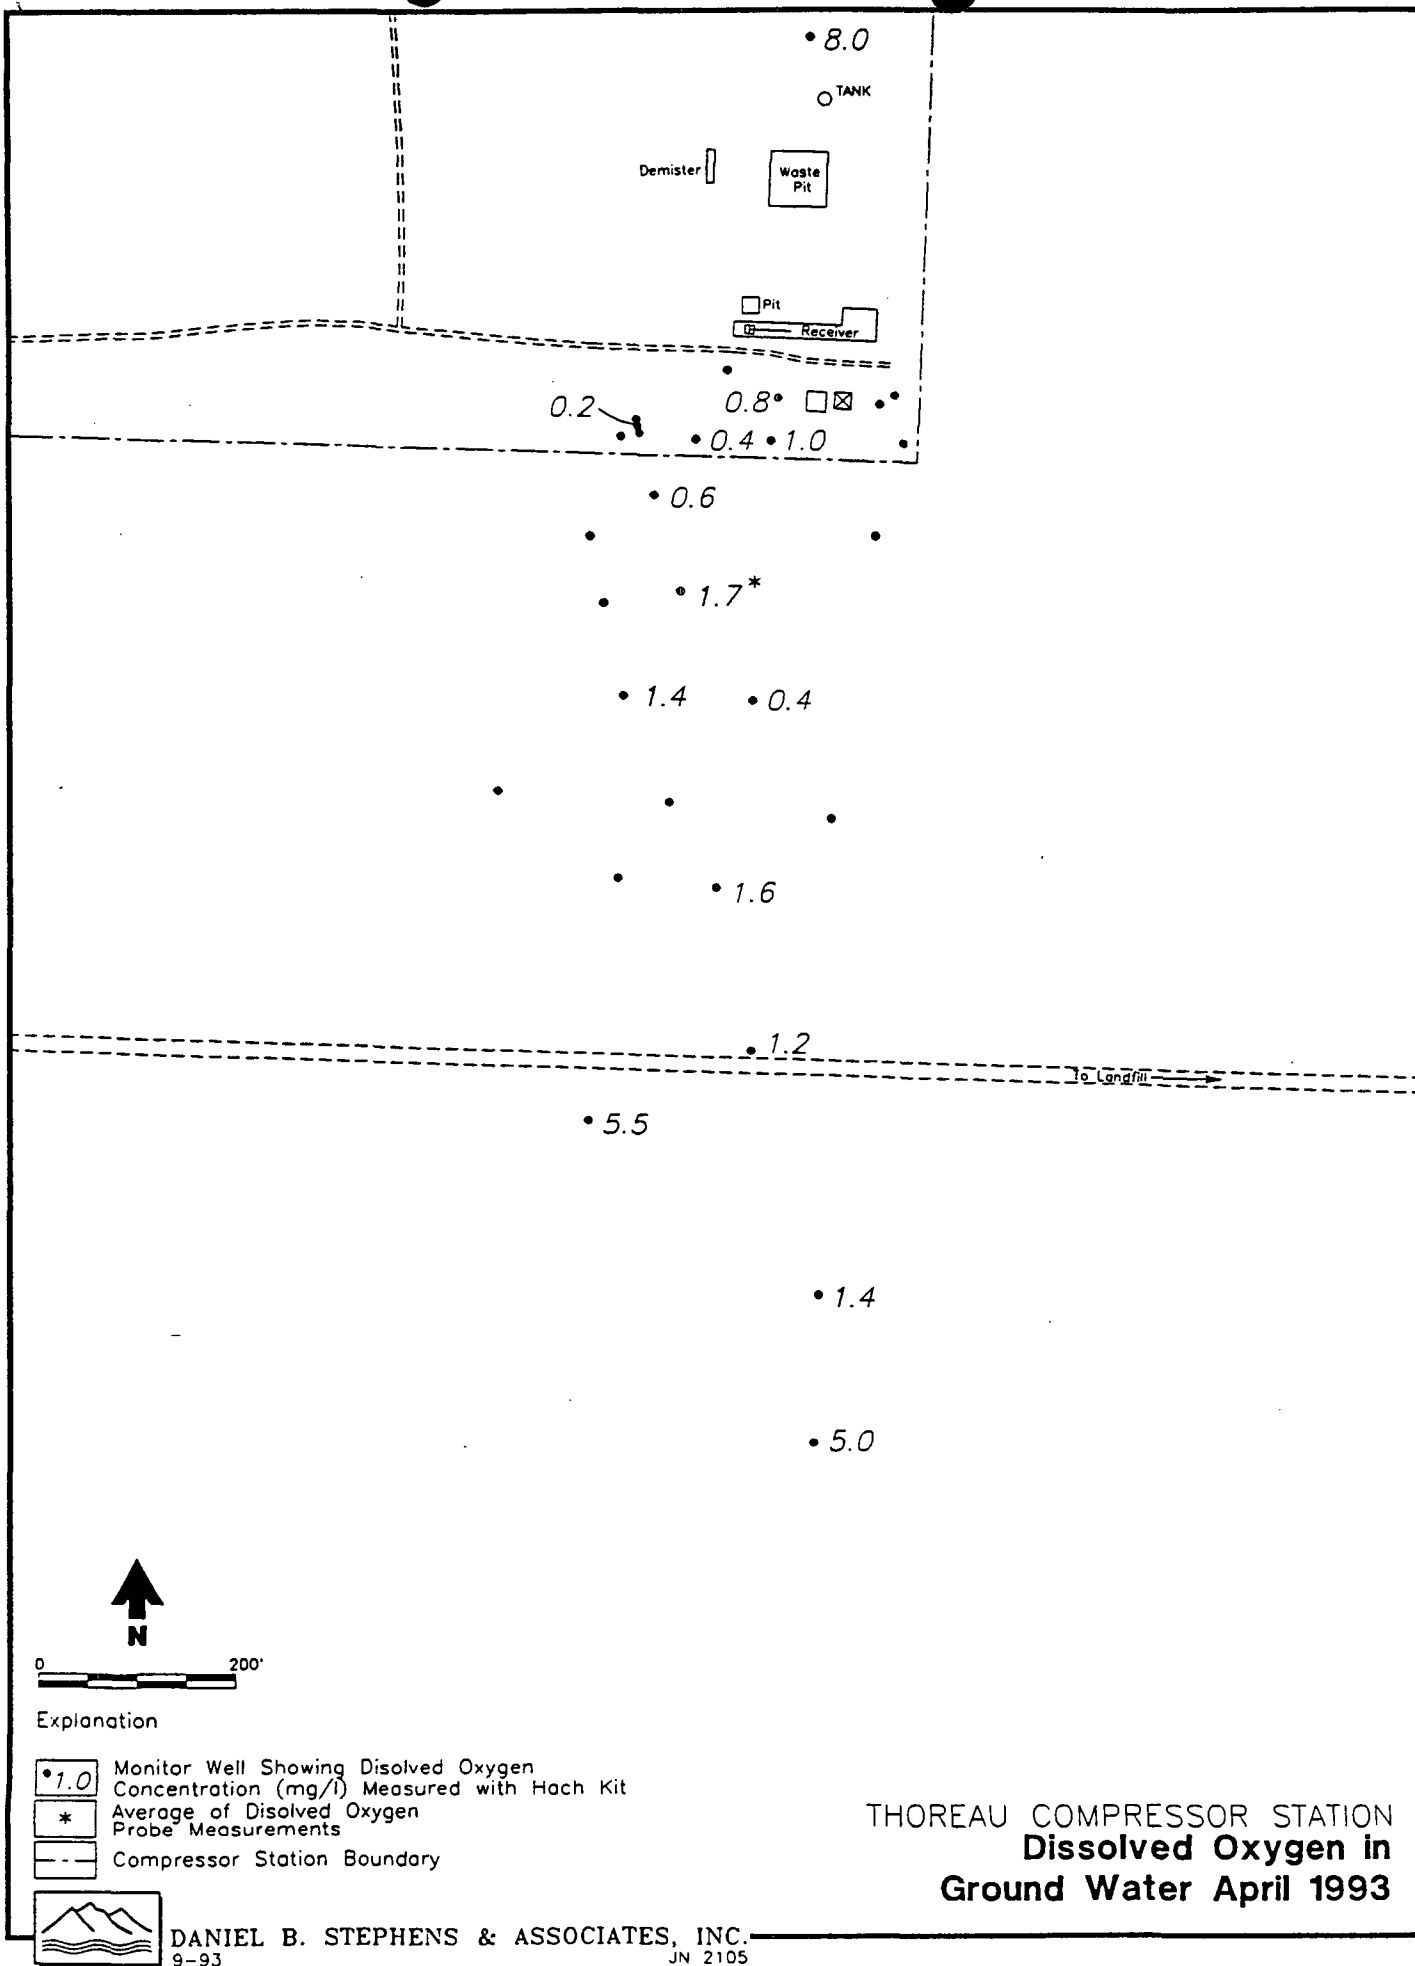 8.0
TANK
Demister
Waste
Pit
Pit
Receiver
0.2
0.8
0.4
1.0
0.6
1.7*
1.4
0.4
1.6
1.2
To Landfill
5.5
1.4
5.0
N
0 200'
Explanation
1.0
Monitor Well Showing Disolved Oxygen
Concentration (mg/l) Measured with Hach Kit
*
Average of Disolved Oxygen
Probe Measurements
Compressor Station Boundary
THOREAU COMPRESSOR STATION
Dissolved Oxygen in
Ground Water April 1993
DANIEL B. STEPHENS & ASSOCIATES, INC.
9-93 JN 2105